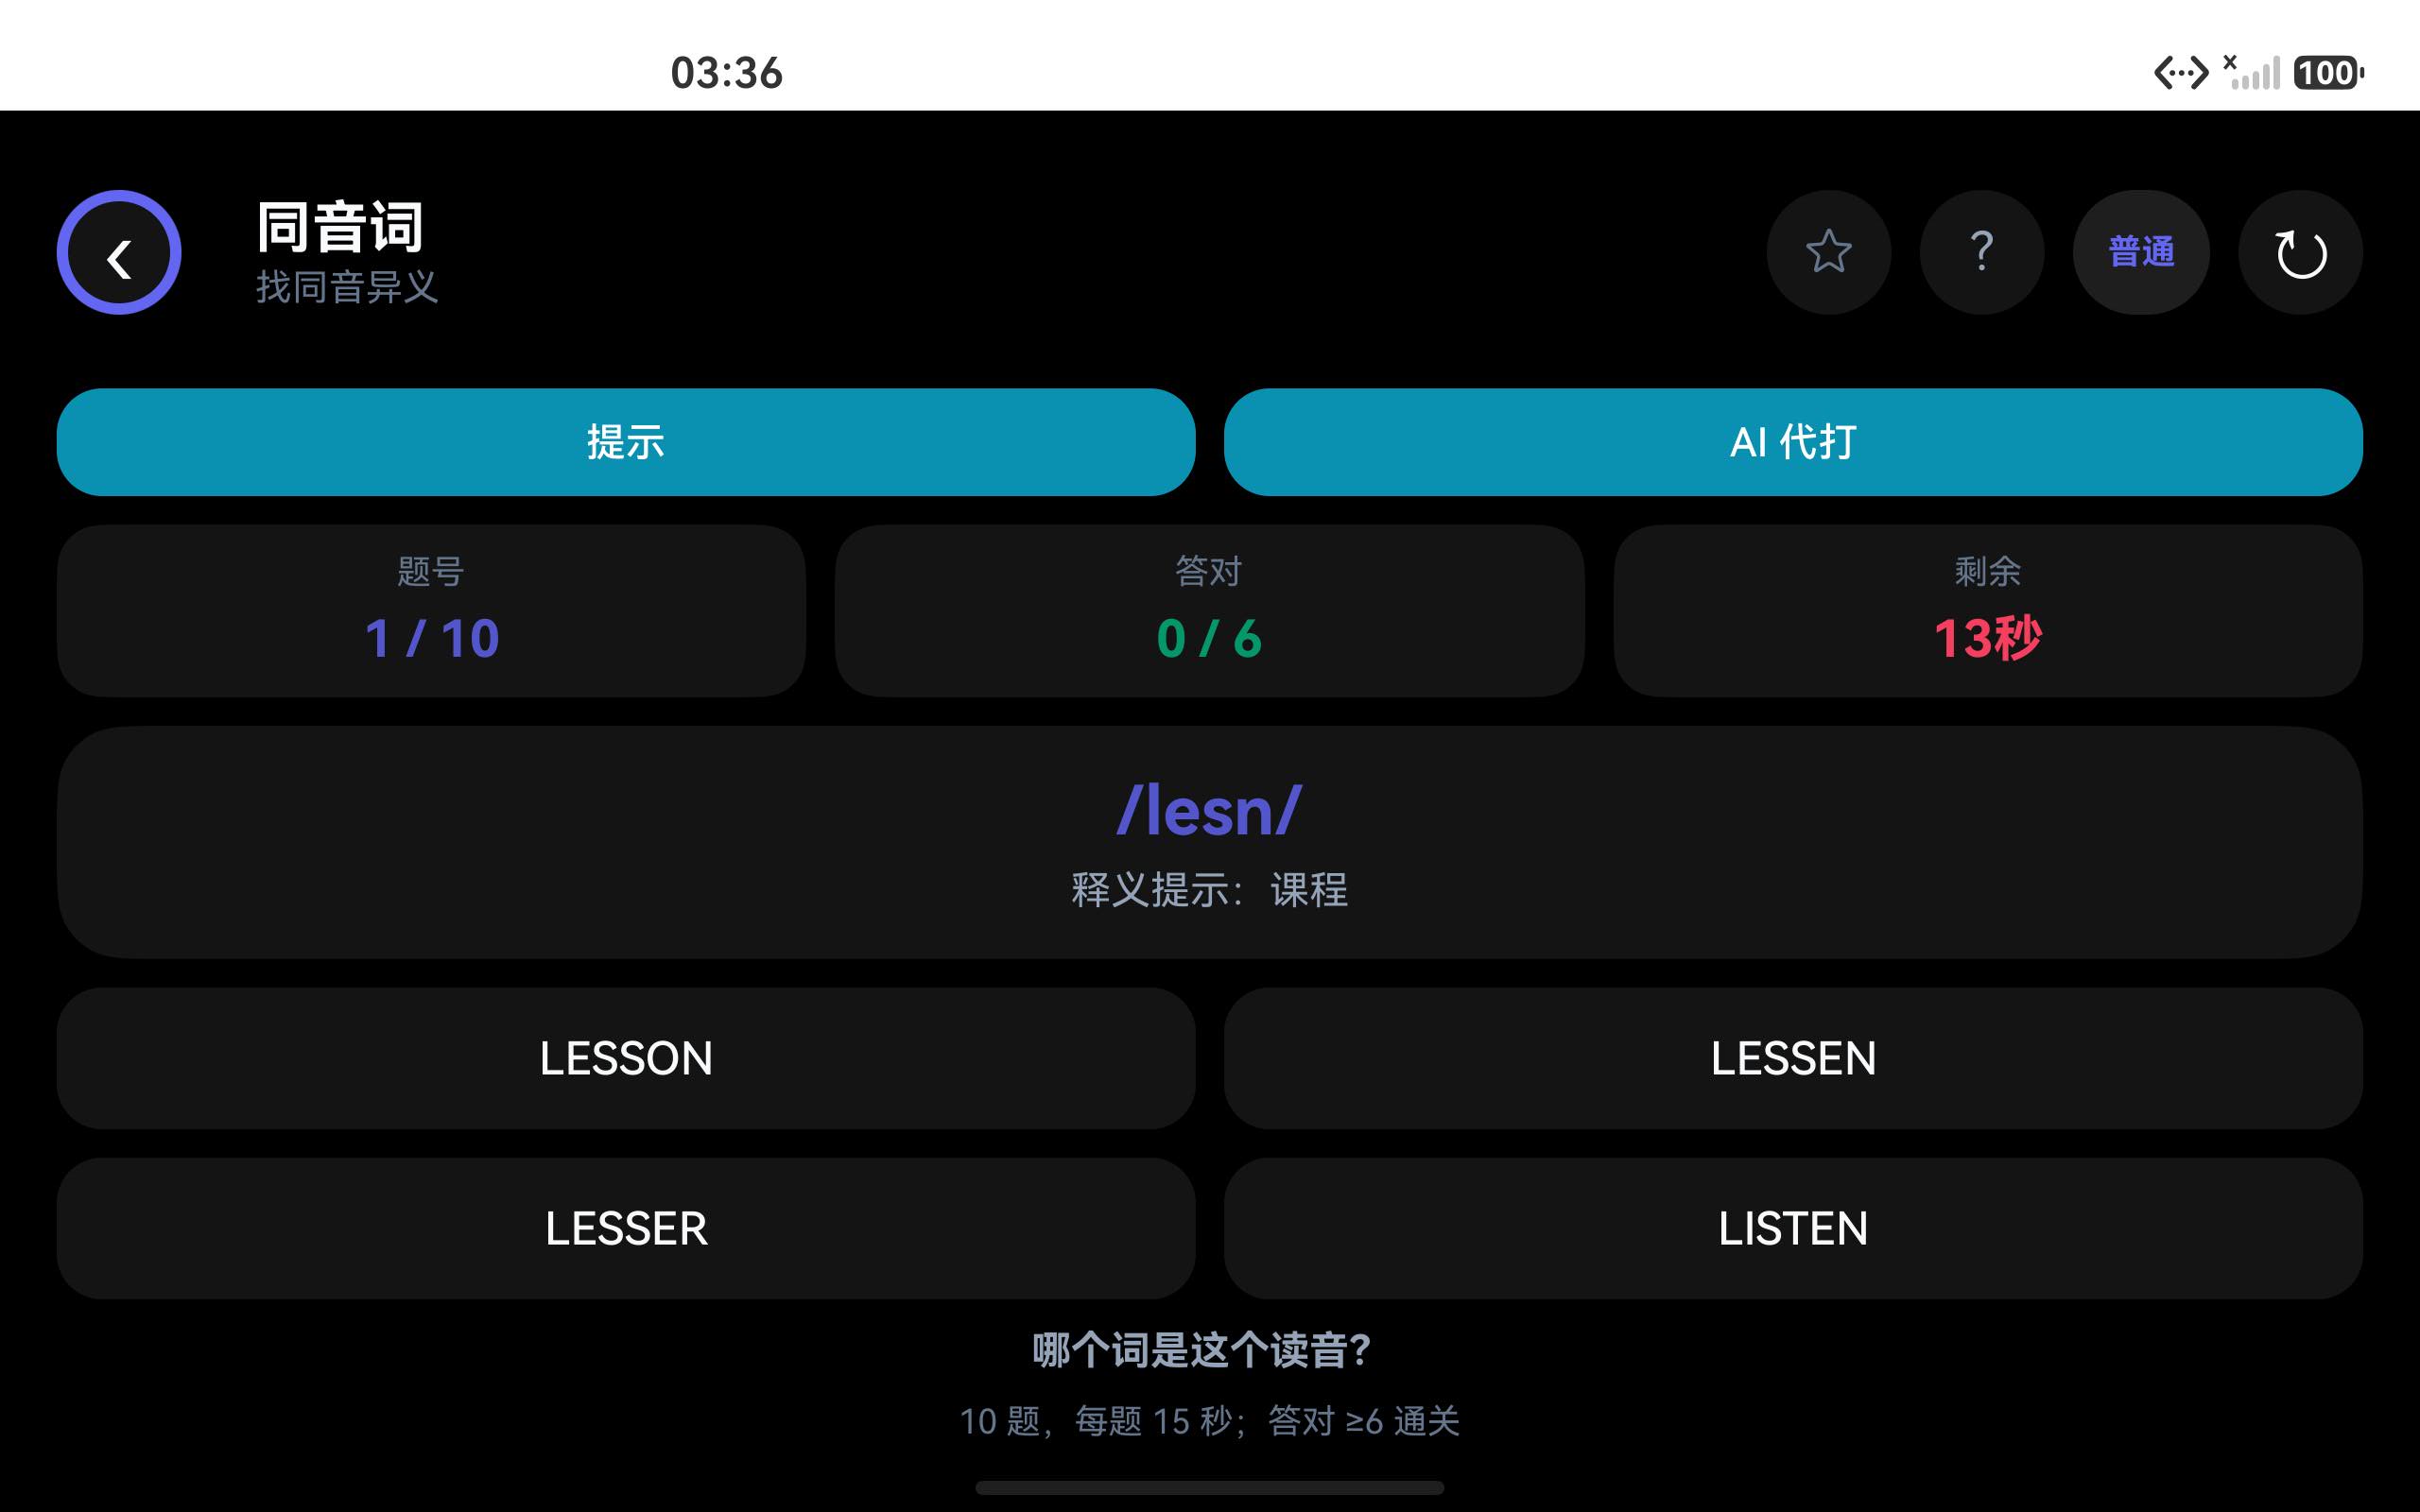 03:36
100
同音词
找同音异义
?
普通
提示
AI 代打
题号
1 / 10
答对
0 / 6
剩余
13秒
/lesn/
释义提示：课程
LESSON
LESSEN
LESSER
LISTEN
哪个词是这个读音？
10 题，每题 15 秒；答对 ≥6 通关